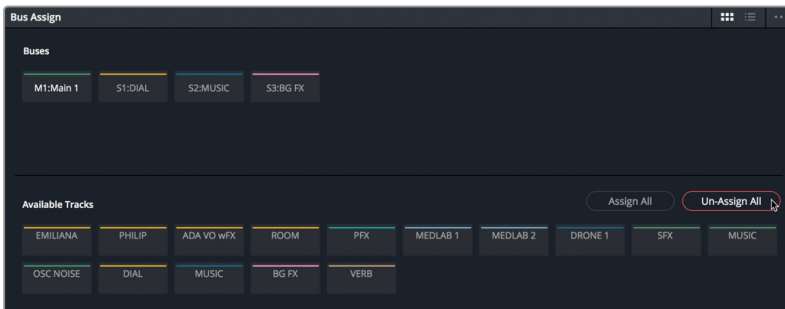 Bus Assign
Buses
M1:Main 1 S1:DIAL S2:MUSIC S3:BG FX
Available Tracks Assign All Un-Assign All
EMILIANA PHILIP ADA VO wFX ROOM PFX MEDLAB 1 MEDLAB 2 DRONE 1 SFX MUSIC
OSC NOISE DIAL MUSIC BG FX VERB